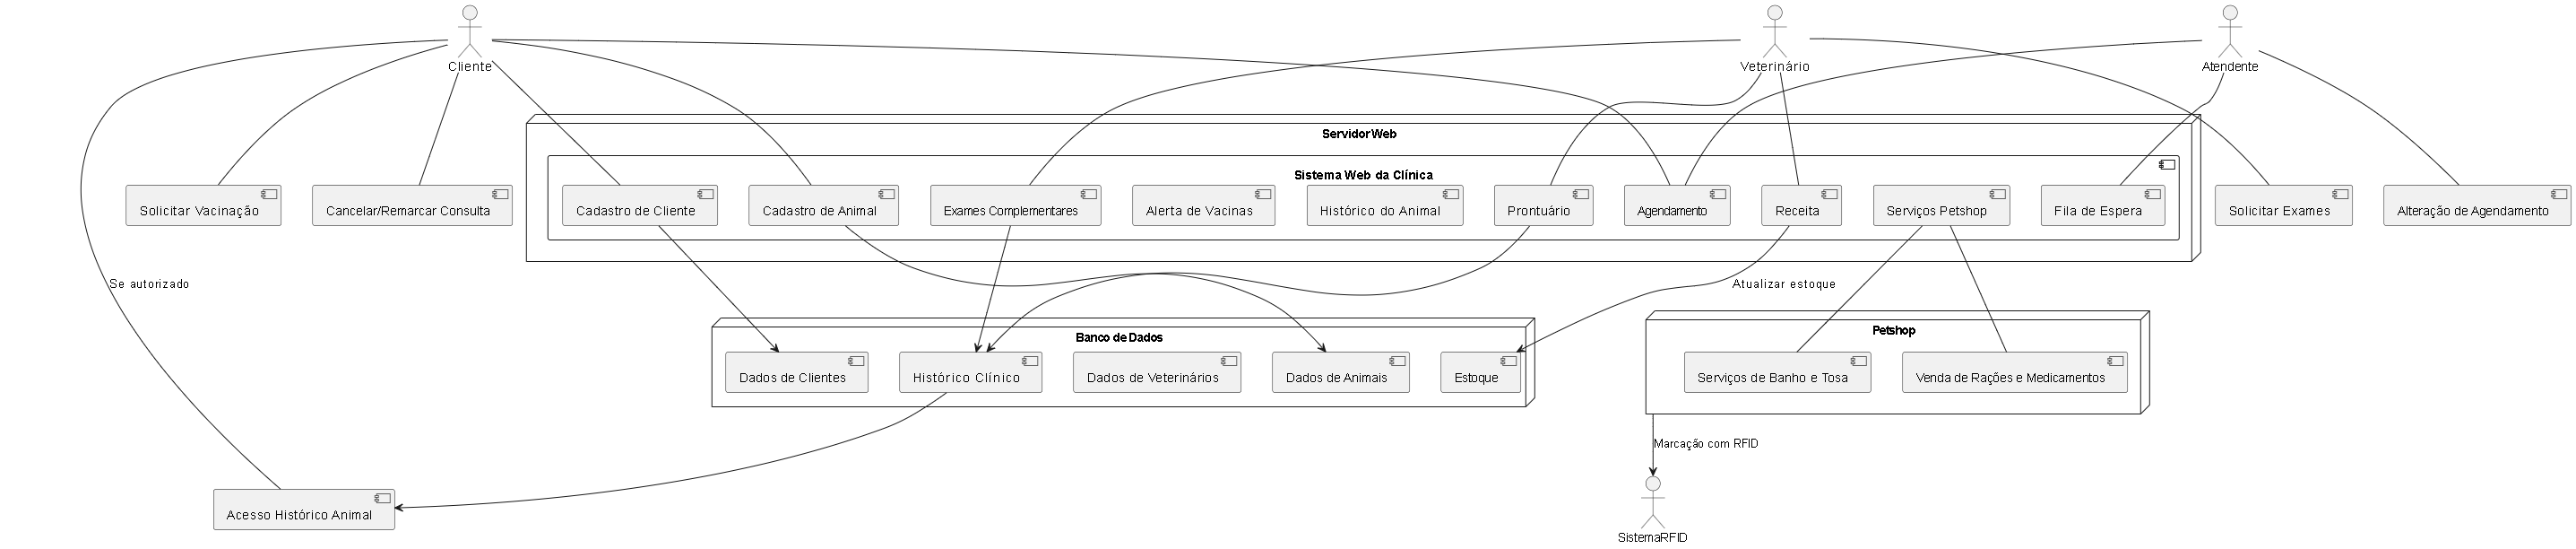 Cliente
Veterinário
Atendente
ServidorWeb
Sistema Web da Clínica
Solicitar Vacinação
Cancelar/Remarcar Consulta
Cadastro de Cliente
Cadastro de Animal
Exames Complementares
Alerta de Vacinas
Histórico do Animal
Prontuário
Agendamento
Receita
Serviços Petshop
Fila de Espera
Solicitar Exames
Alteração de Agendamento
Se autorizado
Atualizar estoque
Banco de Dados
Petshop
Dados de Clientes
Histórico Clínico
Dados de Veterinários
Dados de Animais
Estoque
Serviços de Banho e Tosa
Venda de Rações e Medicamentos
Marcação com RFID
Acesso Histórico Animal
SistemaRFID